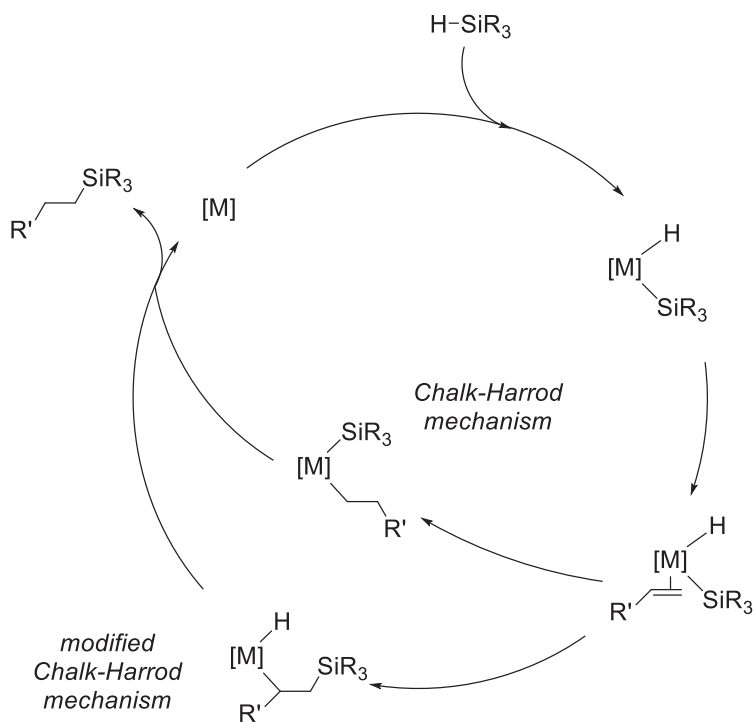 H-SiR3
SiR3
R'
[M]
H
[M]
SiR3
Chalk-Harrod
mechanism
SiR3
[M]
R'
H
[M]
R'
SiR3
H
[M]
SiR3
R'
modified
Chalk-Harrod
mechanism